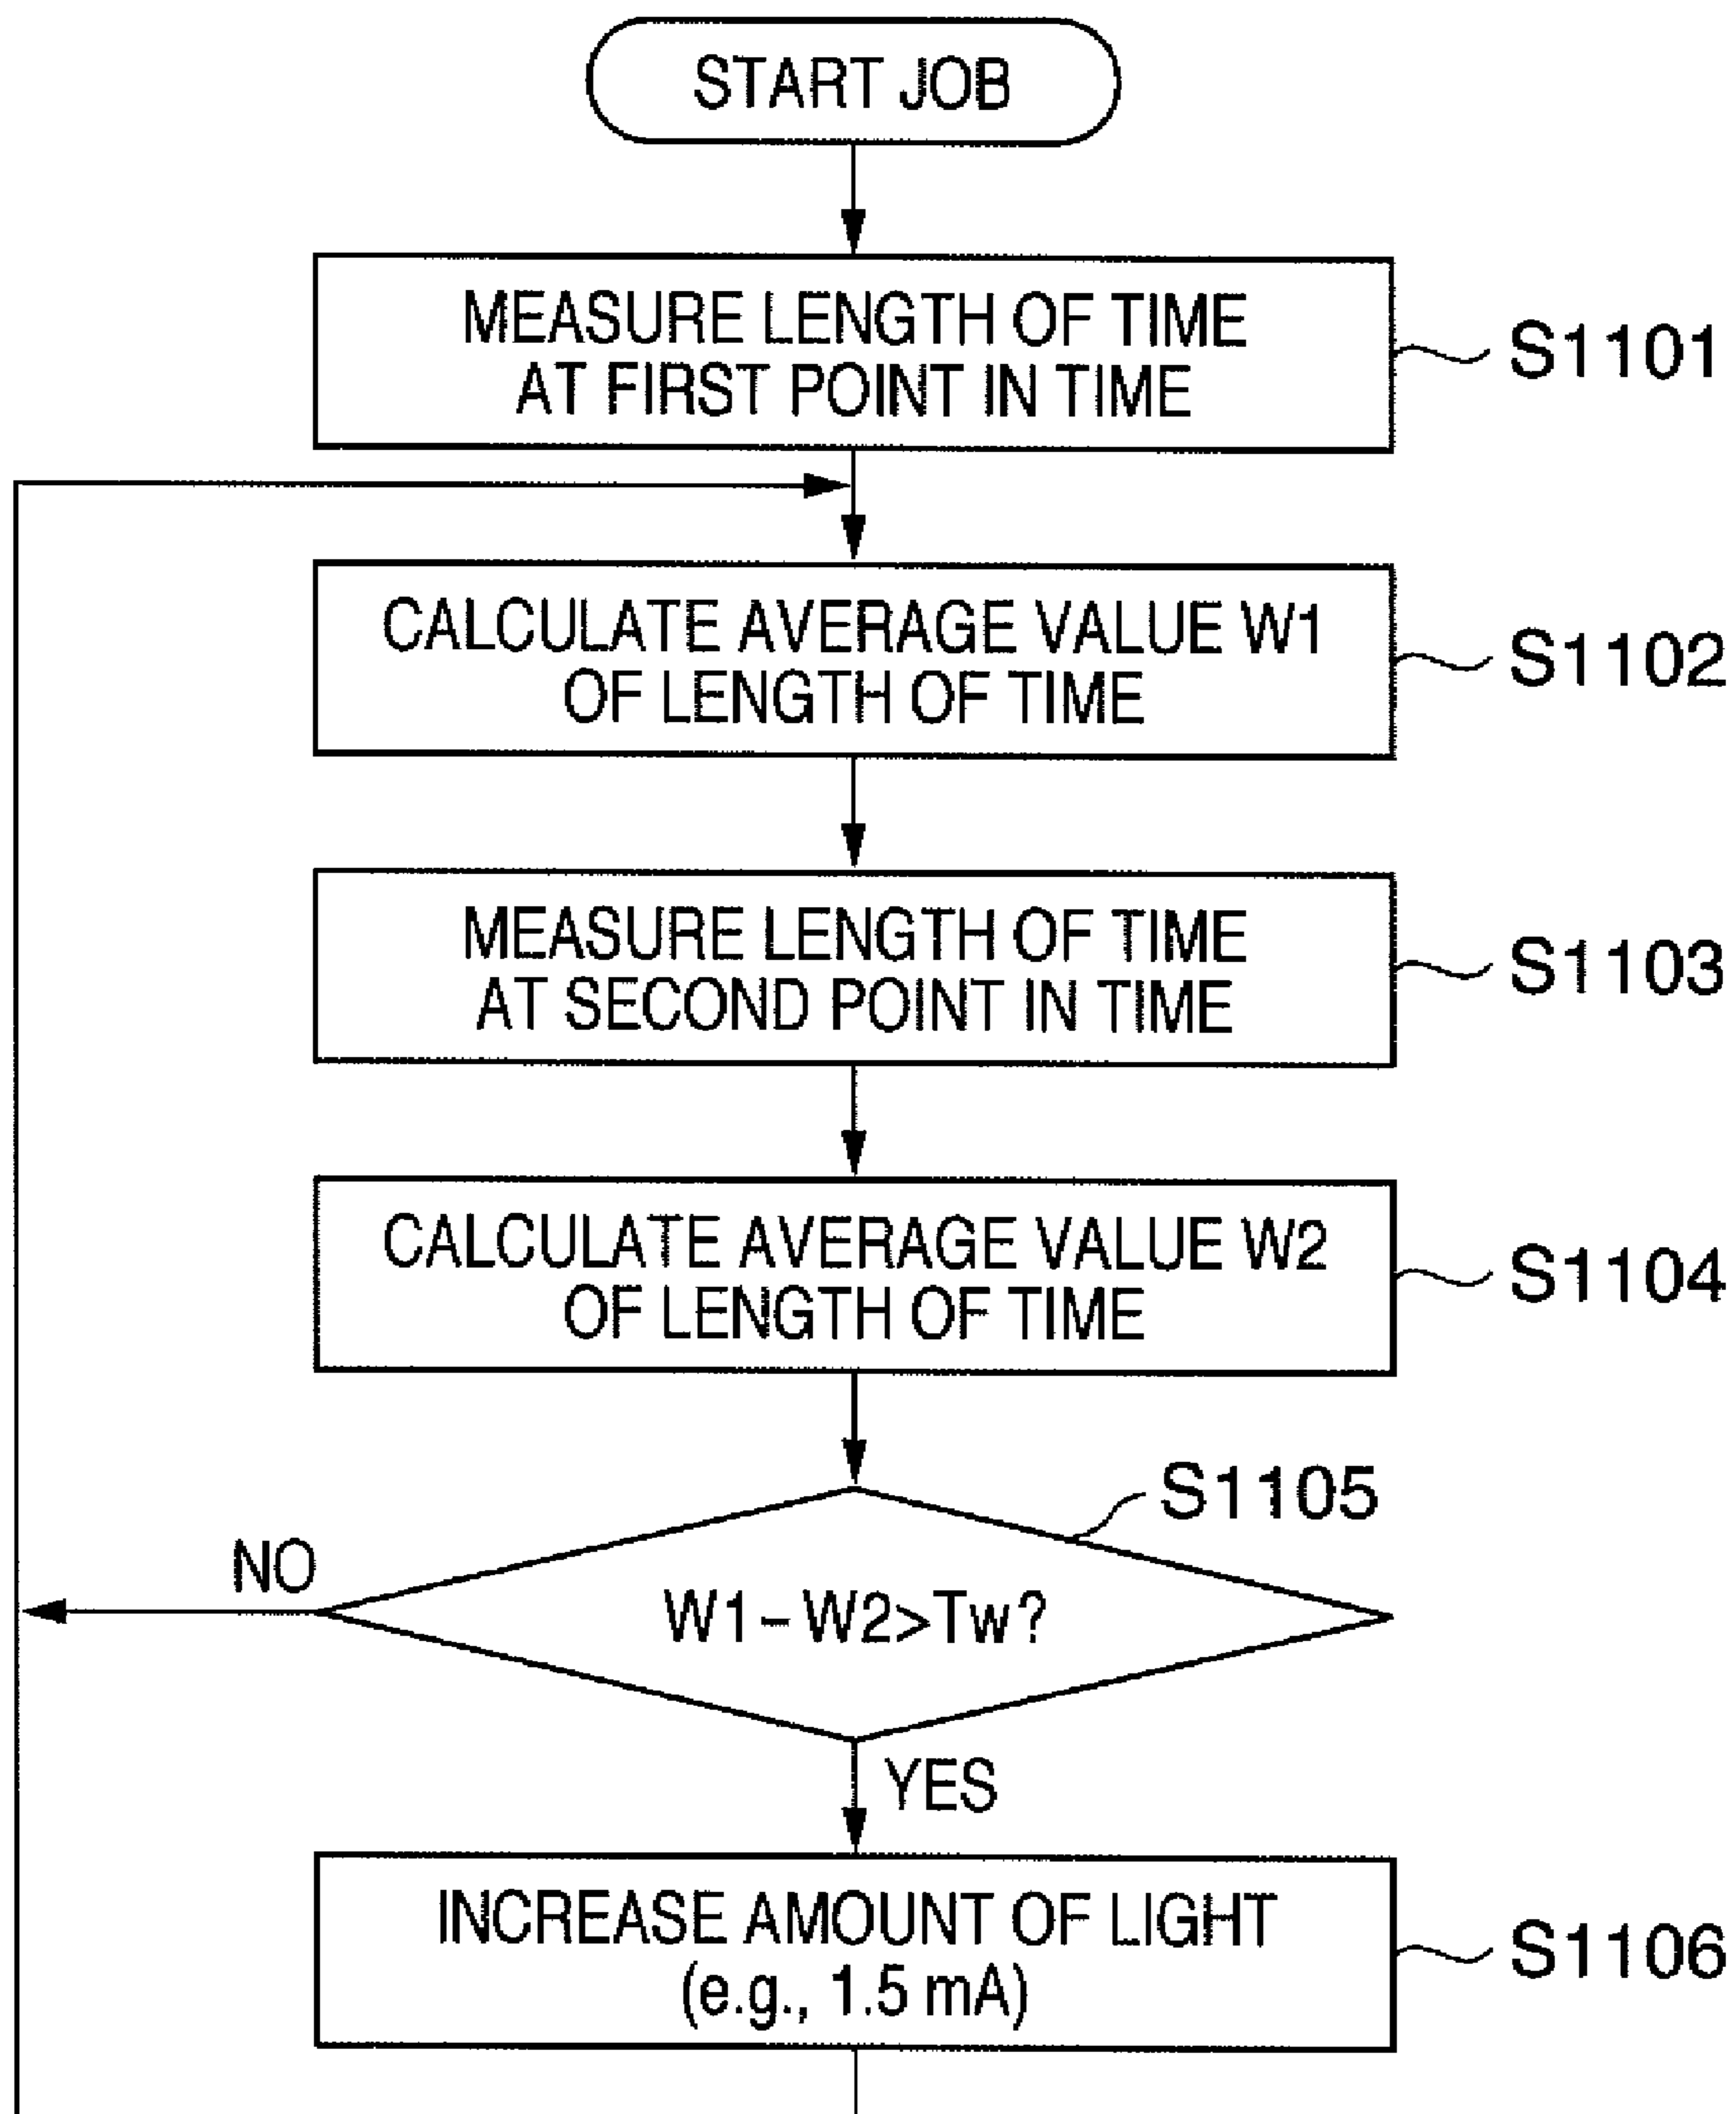 START JOB
MEASURE LENGTH OF TIME
AT FIRST POINT IN TIME
S1101
CALCULATE AVERAGE VALUE W1
OF LENGTH OF TIME
S1102
MEASURE LENGTH OF TIME
AT SECOND POINT IN TIME
S1103
CALCULATE AVERAGE VALUE W2
OF LENGTH OF TIME
S1104
S1105
NO
W1-W2>Tw?
YES
INCREASE AMOUNT OF LIGHT
(e.g., 1.5 mA)
S1106